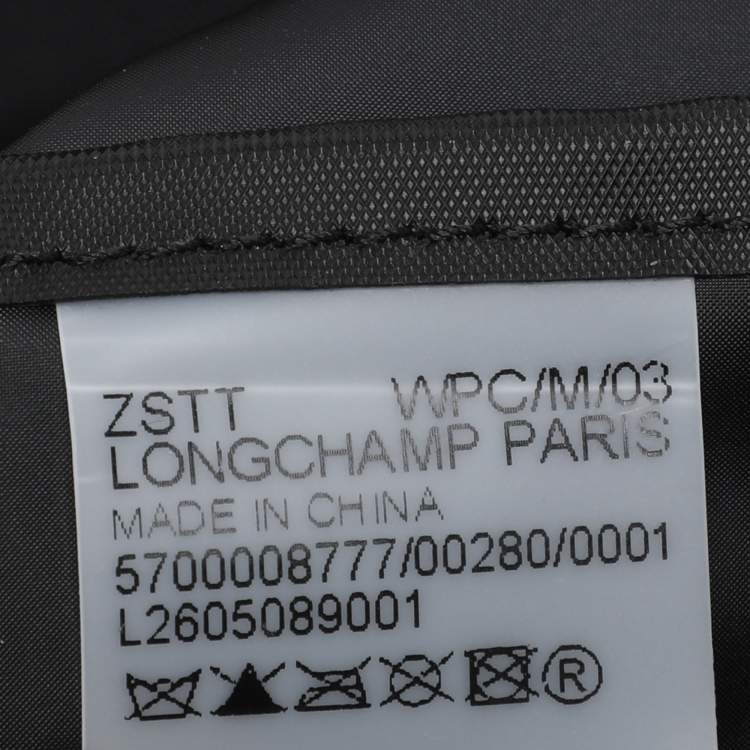 ZSTT WPC/M/03
LONGCHAMP PARIS
MADE IN CHINA
5700008777/00280/0001
L2605089001
®